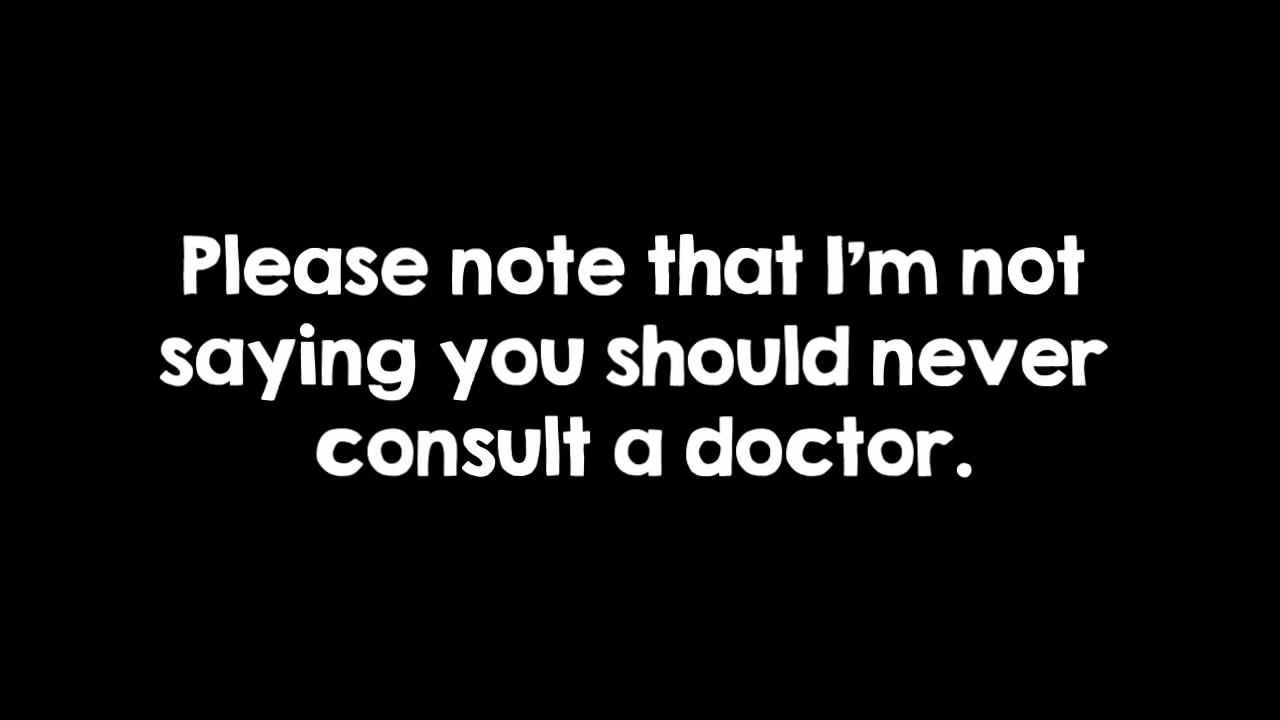 Please note that I'm not
saying you should never
consult a doctor.